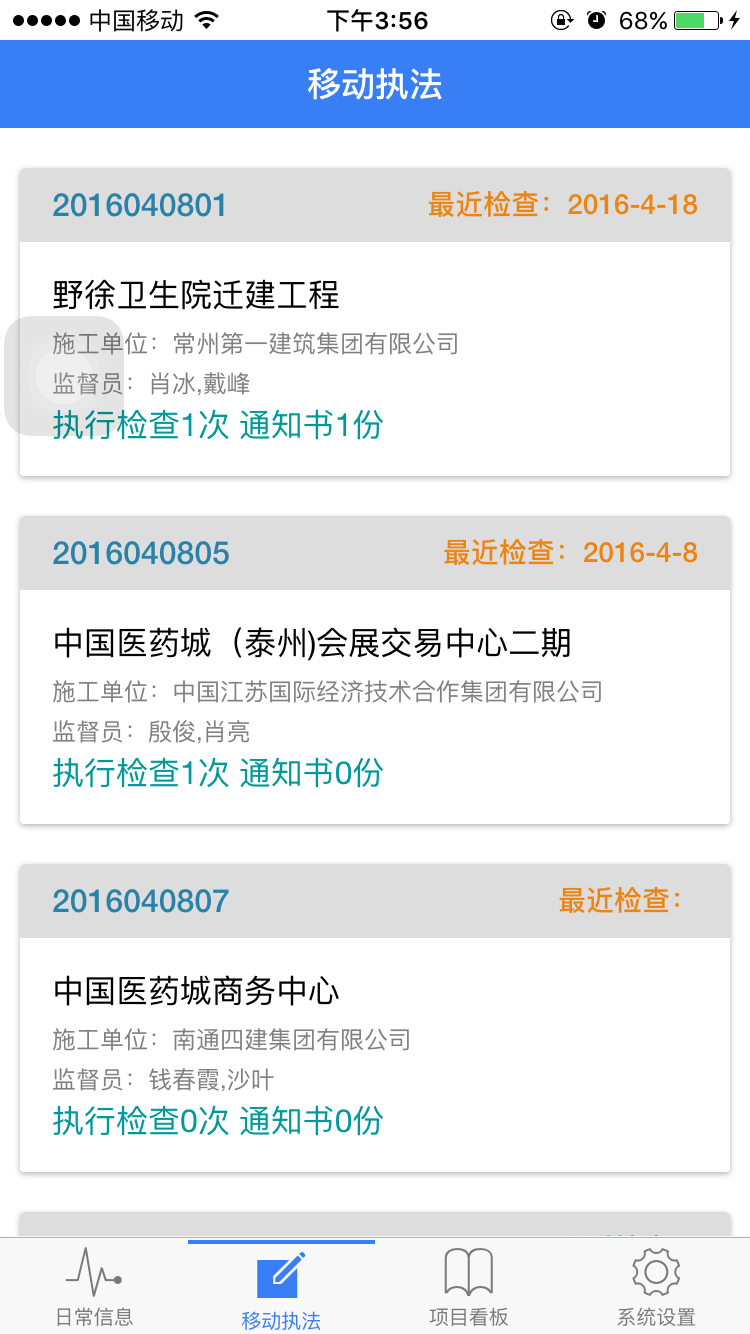 中国移动 下午3:56 68%
移动执法
2016040801 最近检查：2016-4-18
野徐卫生院迁建工程
施工单位：常州第一建筑集团有限公司
监督员：肖冰,戴峰
执行检查1次 通知书1份
2016040805 最近检查：2016-4-8
中国医药城（泰州)会展交易中心二期
施工单位：中国江苏国际经济技术合作集团有限公司
监督员：殷俊,肖亮
执行检查1次 通知书0份
2016040807 最近检查：
中国医药城商务中心
施工单位：南通四建集团有限公司
监督员：钱春霞,沙叶
执行检查0次 通知书0份
日常信息 移动执法 项目看板 系统设置